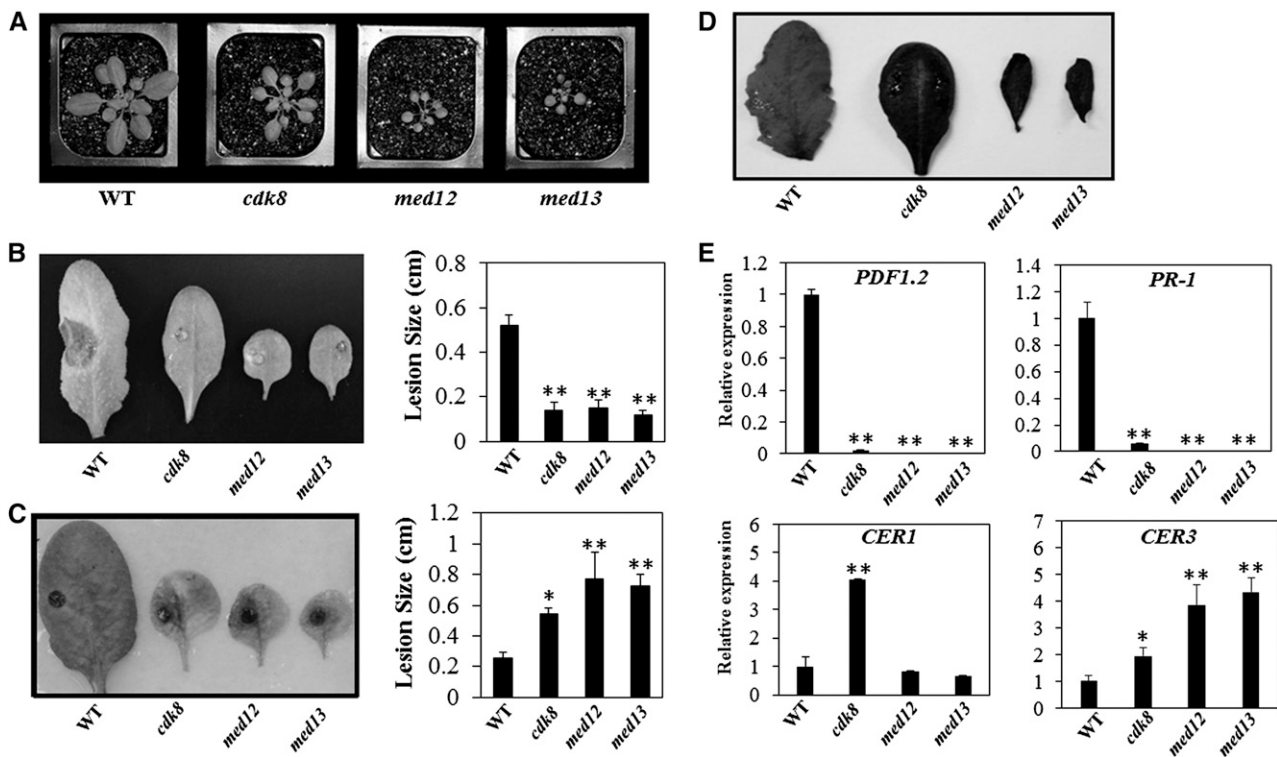 A
WT
cdk8
med12
med13
B
WT
cdk8
med12
med13
Lesion Size (cm)
0.8
0.6
0.4
0.2
0
**
**
**
WT
cdk8
med12
med13
C
WT
cdk8
med12
med13
Lesion Size (cm)
1.2
1
0.8
0.6
0.4
0.2
0
*
**
**
WT
cdk8
med12
med13
D
WT
cdk8
med12
med13
E
PDF1.2
Relative expression
1.2
1
0.8
0.6
0.4
0.2
0
**
**
**
WT
cdk8
med12
med13
PR-1
Relative expression
1.4
1.2
1
0.8
0.6
0.4
0.2
0
**
**
**
WT
cdk8
med12
med13
CER1
Relative expression
6
5
4
3
2
1
0
**
WT
cdk8
med12
med13
CER3
7
6
5
4
3
2
1
0
*
**
**
WT
cdk8
med12
med13